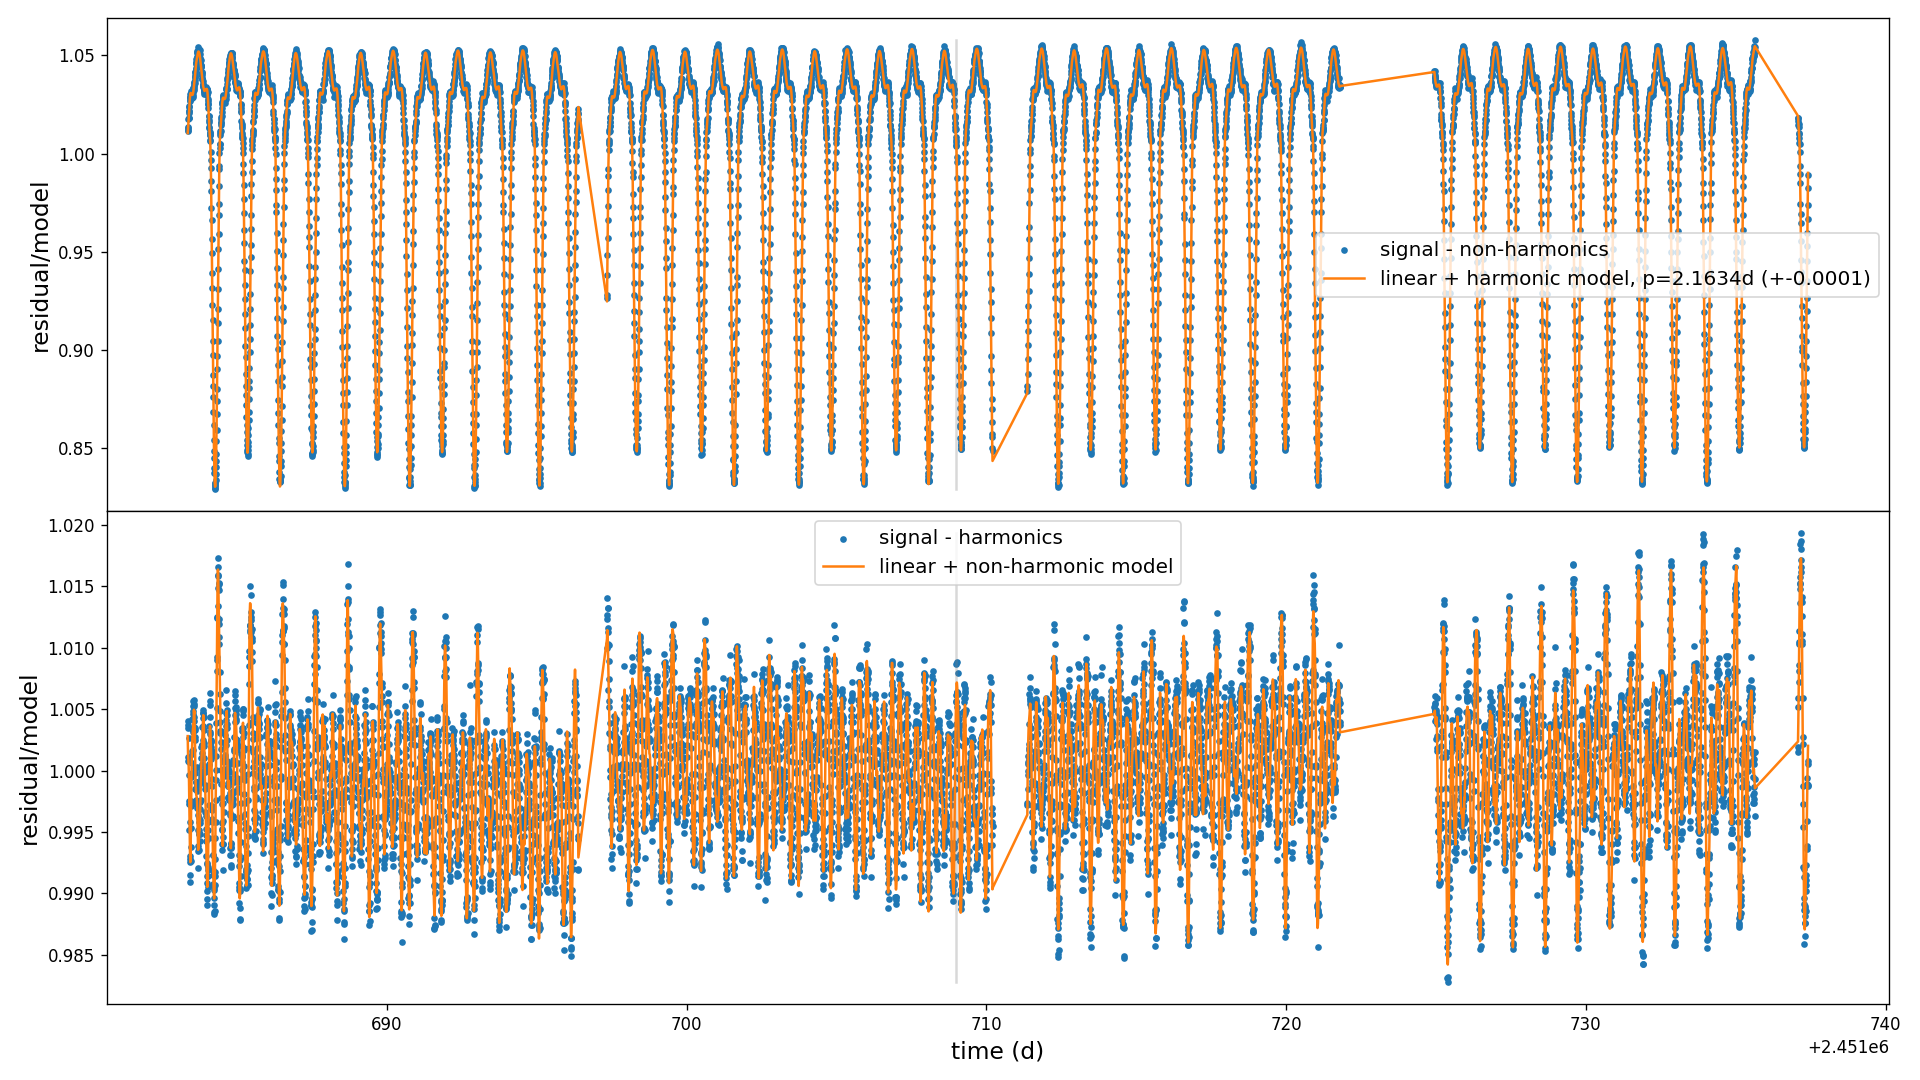 residual/model
1.05
1.00
0.95
0.90
0.85
signal - non-harmonics
linear + harmonic model, p=2.1634d (+-0.0001)
residual/model
1.020
1.015
1.010
1.005
1.000
0.995
0.990
0.985
signal - harmonics
linear + non-harmonic model
690
700
710
720
730
740
time (d)
+2.451e6